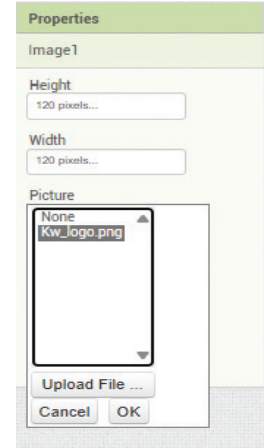 Properties
Image1
Height
120 pixels...
Width
120 pixels...
Picture
None
Kw_logo.png
Upload File ...
Cancel OK